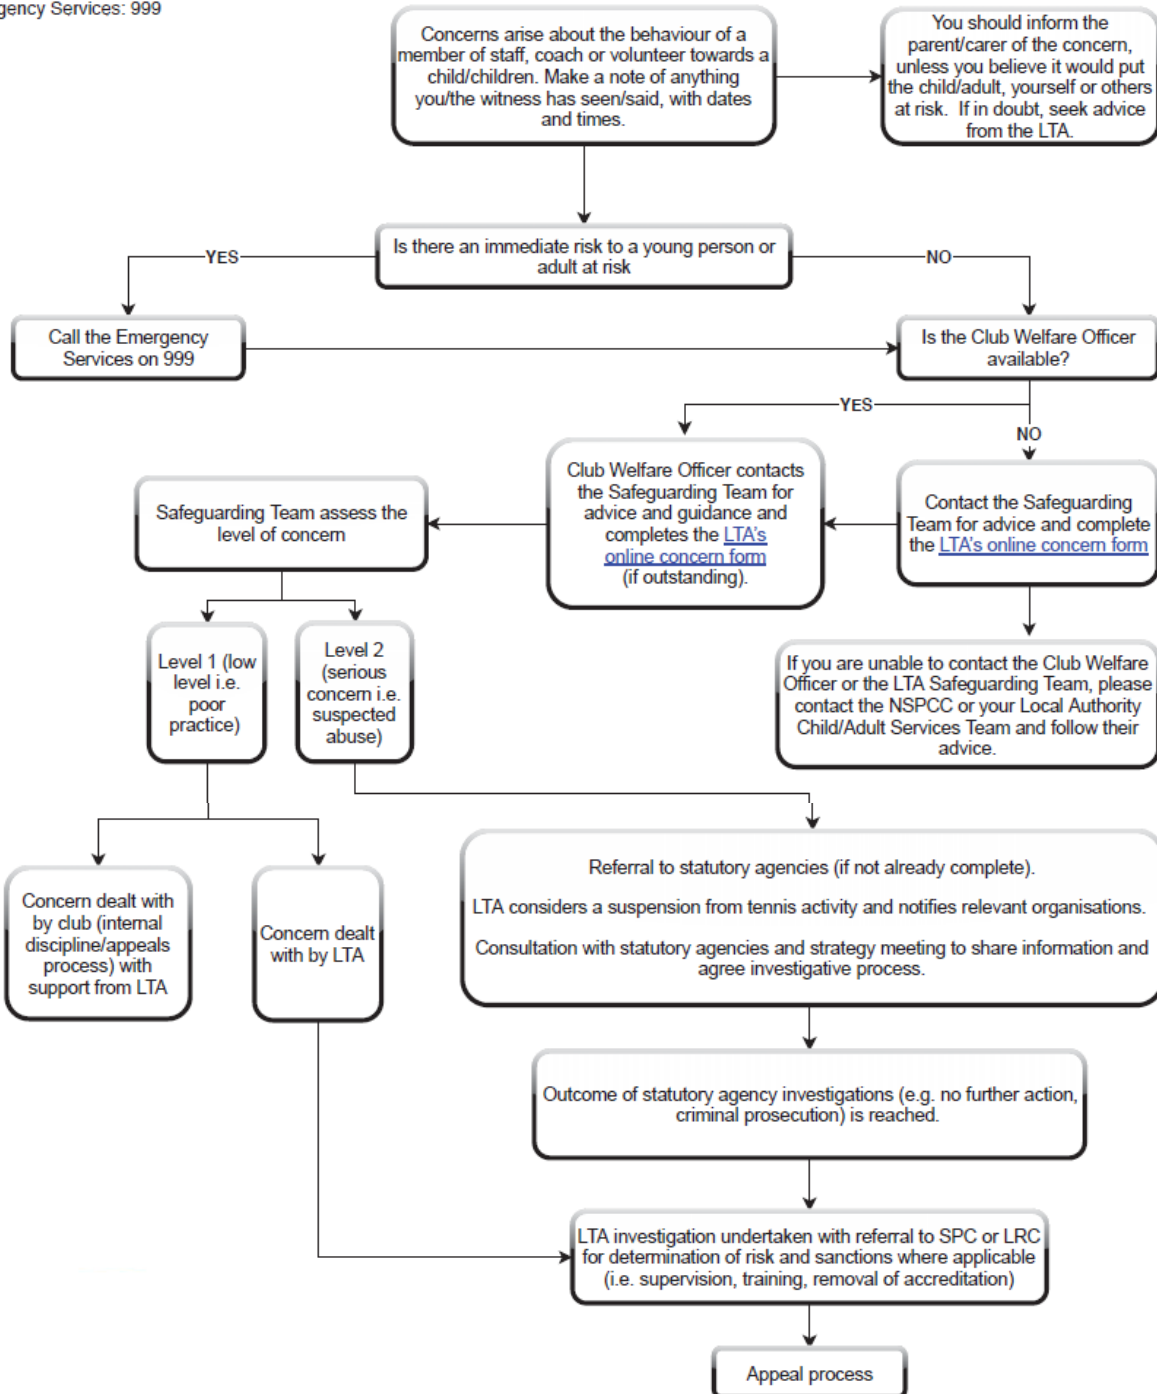 gency Services: 999
Concerns arise about the behaviour of a
member of staff, coach or volunteer towards a
child/children. Make a note of anything
you/the witness has seen/said, with dates
and times.
You should inform the
parent/carer of the concern,
unless you believe it would put
the child/adult, yourself or others
at risk. If in doubt, seek advice
from the LTA.
Is there an immediate risk to a young person or
adult at risk
YES
NO
Call the Emergency
Services on 999
Is the Club Welfare Officer
available?
YES
NO
Club Welfare Officer contacts
the Safeguarding Team for
advice and guidance and
completes the LTA's
online concern form
(if outstanding).
Contact the Safeguarding
Team for advice and complete
the LTA's online concern form
Safeguarding Team assess the
level of concern
Level 1 (low
level i.e.
poor
practice)
Level 2
(serious
concern i.e.
suspected
abuse)
If you are unable to contact the Club Welfare
Officer or the LTA Safeguarding Team, please
contact the NSPCC or your Local Authority
Child/Adult Services Team and follow their
advice.
Concern dealt with
by club (internal
discipline/appeals
process) with
support from LTA
Concern dealt
with by LTA
Referral to statutory agencies (if not already complete).
LTA considers a suspension from tennis activity and notifies relevant organisations.
Consultation with statutory agencies and strategy meeting to share information and
agree investigative process.
Outcome of statutory agency investigations (e.g. no further action,
criminal prosecution) is reached.
LTA investigation undertaken with referral to SPC or LRC
for determination of risk and sanctions where applicable
(i.e. supervision, training, removal of accreditation)
Appeal process